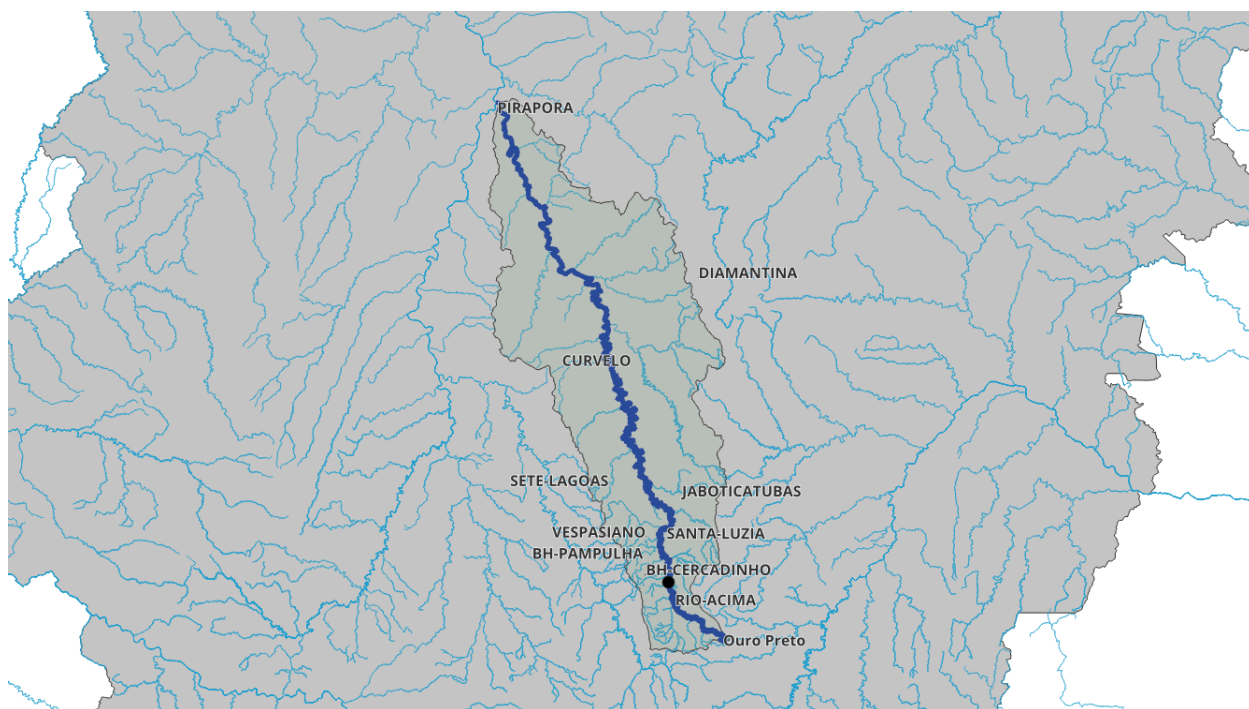 PIRAPORA
DIAMANTINA
CURVELO
SETE-LAGOAS
JABOTICATUBAS
VESPASIANO
SANTA-LUZIA
BH-PAMPULHA
BH-CERCADINHO
RIO-ACIMA
Ouro Preto